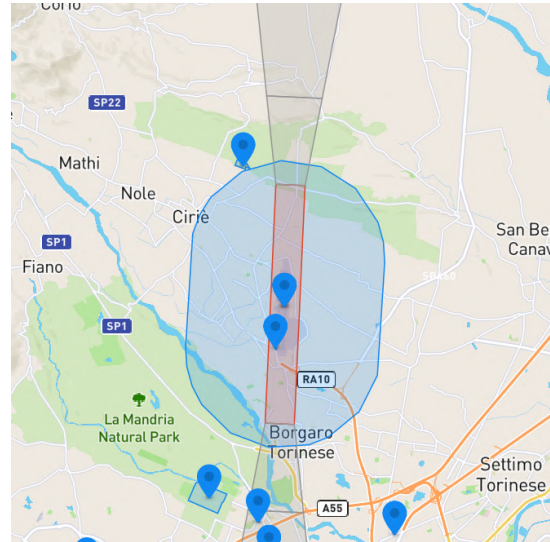 Corio
SP22
Mathi
Nole
Ciriè
San Be
Canav
SP1
Fiano
SP460
SP1
RA10
La Mandria
Natural Park
Borgaro
Torinese
Settimo
Torinese
A55